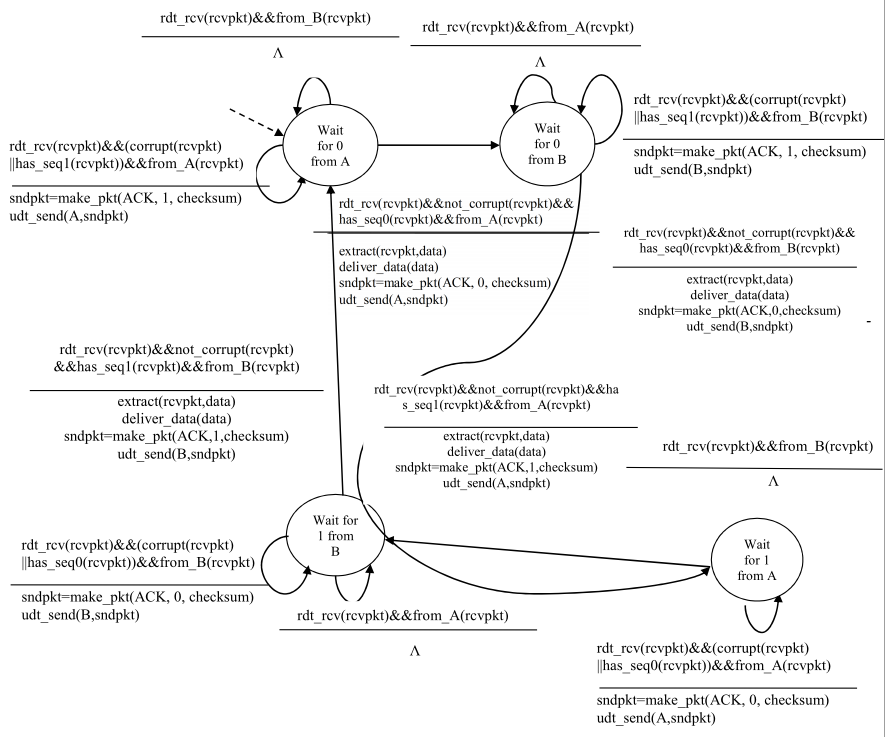 rdt_rcv(rcvpkt)&&from_B(rcvpkt)
Λ
rdt_rcv(rcvpkt)&&from_A(rcvpkt)
Λ
rdt_rcv(rcvpkt)&&(corrupt(rcvpkt)
||has_seq1(rcvpkt))&&from_A(rcvpkt)
sndpkt=make_pkt(ACK, 1, checksum)
udt_send(A,sndpkt)
Wait
for 0
from A
Wait
for 0
from B
rdt_rcv(rcvpkt)&&(corrupt(rcvpkt)
||has_seq1(rcvpkt))&&from_B(rcvpkt)
sndpkt=make_pkt(ACK, 1, checksum)
udt_send(B,sndpkt)
rdt_rcv(rcvpkt)&&not_corrupt(rcvpkt)&&
has_seq0(rcvpkt)&&from_A(rcvpkt)
extract(rcvpkt,data)
deliver_data(data)
sndpkt=make_pkt(ACK, 0, checksum)
udt_send(A,sndpkt)
rdt_rcv(rcvpkt)&&not_corrupt(rcvpkt)&&
has_seq0(rcvpkt)&&from_B(rcvpkt)
extract(rcvpkt,data)
deliver_data(data)
sndpkt=make_pkt(ACK,0,checksum)
udt_send(B,sndpkt)
-
rdt_rcv(rcvpkt)&&not_corrupt(rcvpkt)
&&has_seq1(rcvpkt)&&from_B(rcvpkt)
extract(rcvpkt,data)
deliver_data(data)
sndpkt=make_pkt(ACK,1,checksum)
udt_send(B,sndpkt)
rdt_rcv(rcvpkt)&&not_corrupt(rcvpkt)&&ha
s_seq1(rcvpkt)&&from_A(rcvpkt)
extract(rcvpkt,data)
deliver_data(data)
sndpkt=make_pkt(ACK,1,checksum)
udt_send(A,sndpkt)
rdt_rcv(rcvpkt)&&from_B(rcvpkt)
Λ
rdt_rcv(rcvpkt)&&(corrupt(rcvpkt)
||has_seq0(rcvpkt))&&from_B(rcvpkt)
sndpkt=make_pkt(ACK, 0, checksum)
udt_send(B,sndpkt)
Wait for
1 from
B
rdt_rcv(rcvpkt)&&from_A(rcvpkt)
Λ
Wait
for 1
from A
rdt_rcv(rcvpkt)&&(corrupt(rcvpkt)
||has_seq0(rcvpkt))&&from_A(rcvpkt)
sndpkt=make_pkt(ACK, 0, checksum)
udt_send(A,sndpkt)